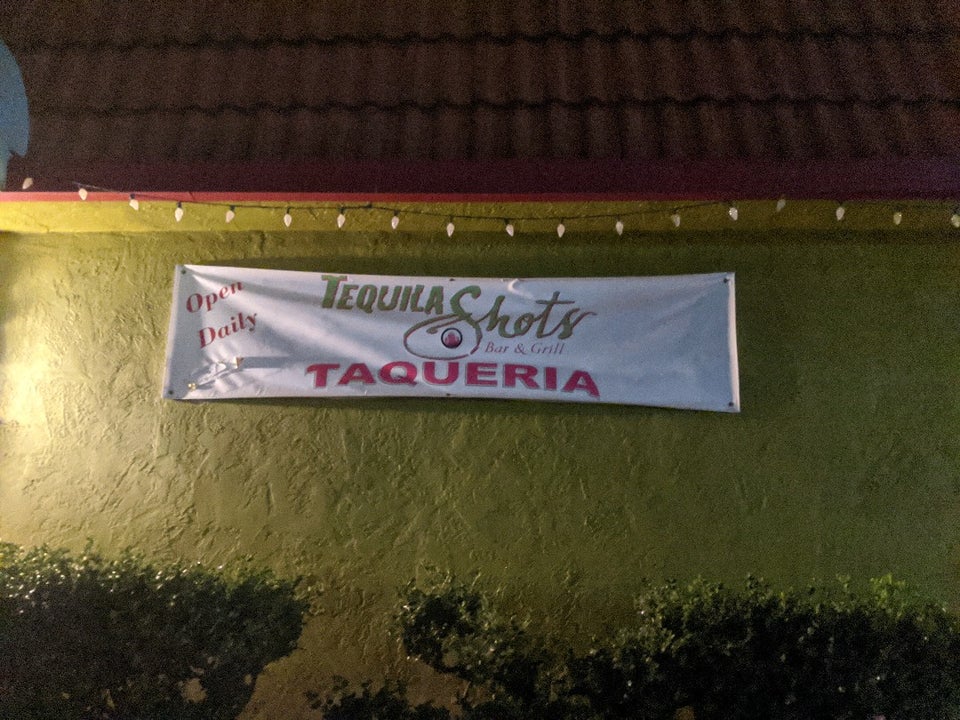 Open
Daily
TEQUILA Shots
Bar & Grill
TAQUERIA